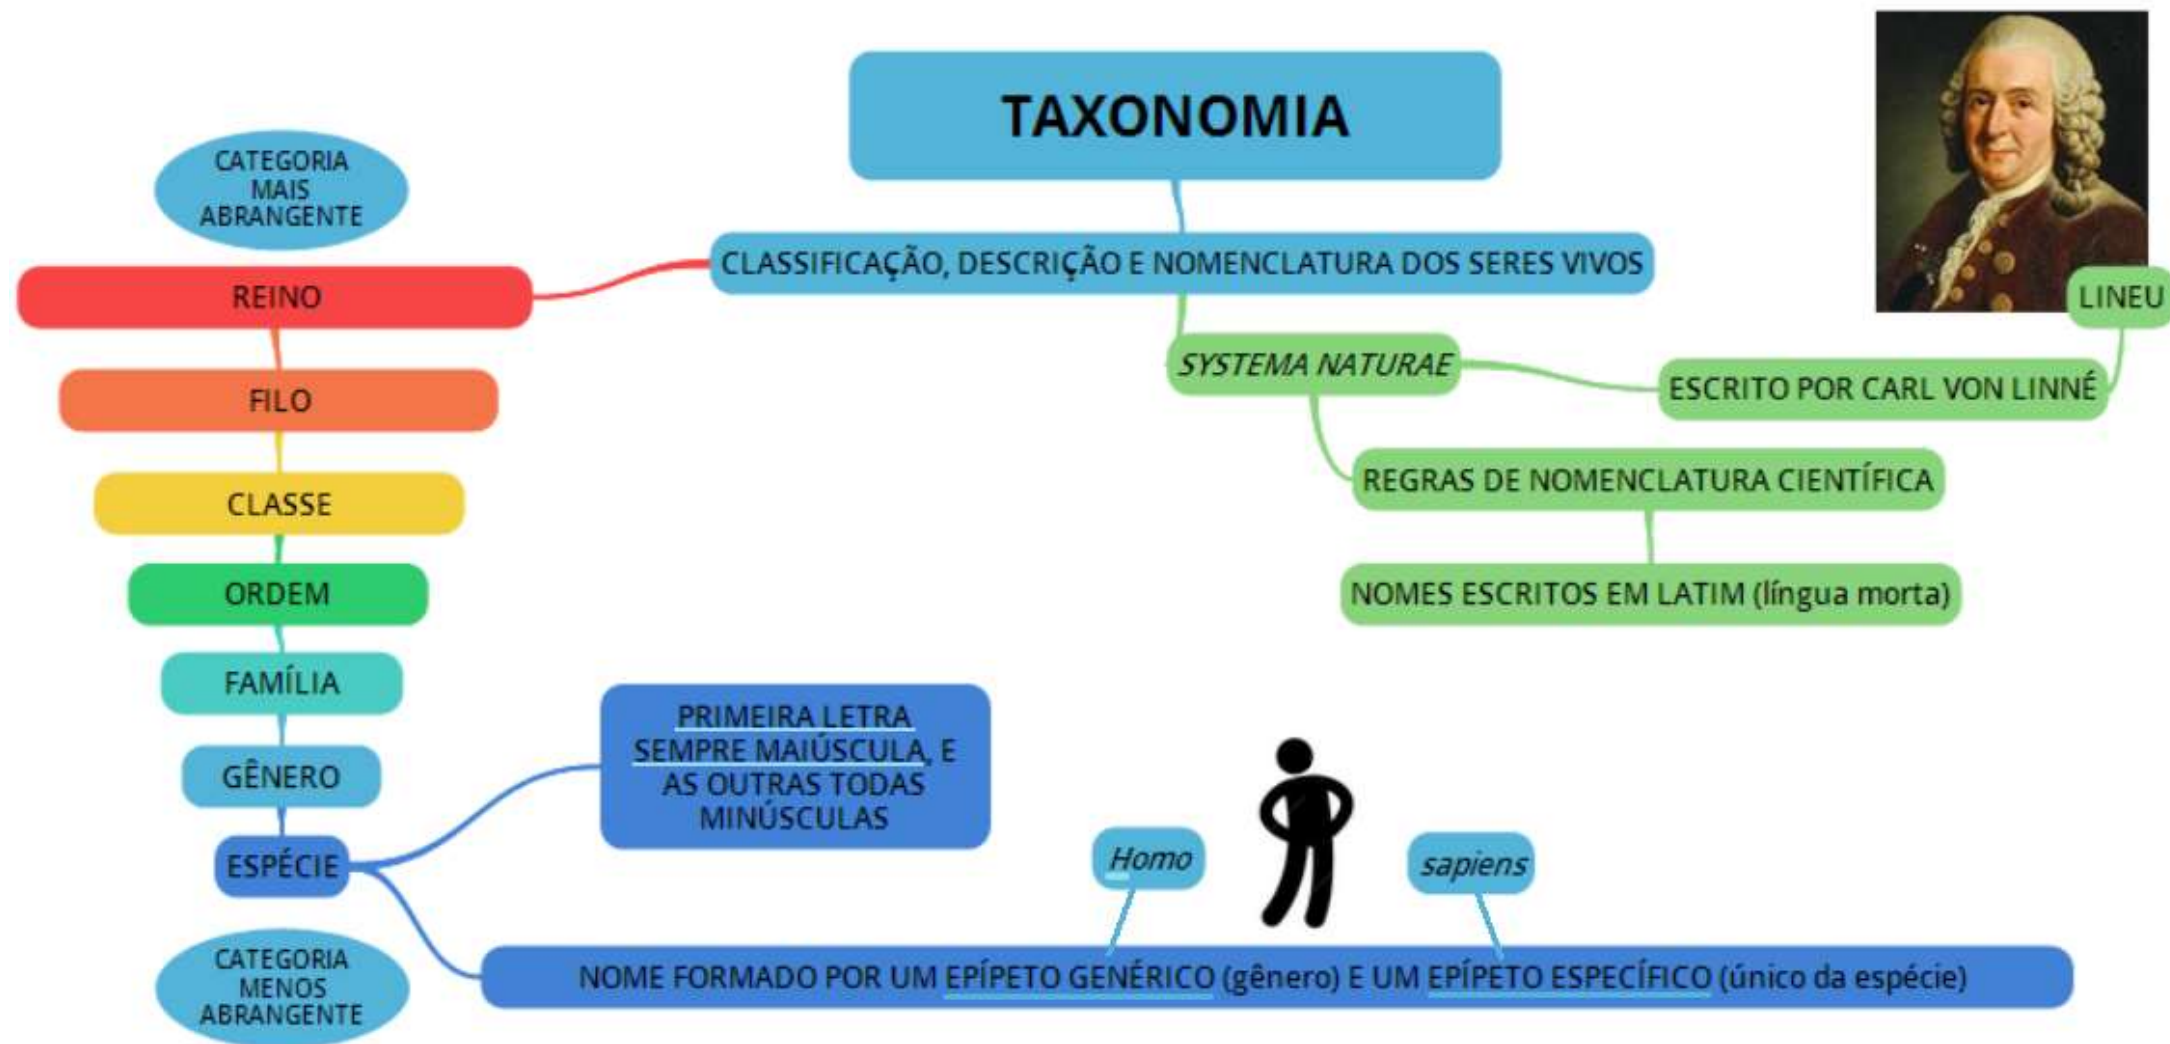 TAXONOMIA
CATEGORIA
MAIS
ABRANGENTE
CLASSIFICAÇÃO, DESCRIÇÃO E NOMENCLATURA DOS SERES VIVOS
REINO
LINEU
SYSTEMA NATURAE
ESCRITO POR CARL VON LINNÉ
FILO
REGRAS DE NOMENCLATURA CIENTÍFICA
CLASSE
NOMES ESCRITOS EM LATIM (língua morta)
ORDEM
FAMÍLIA
GÊNERO
ESPÉCIE
PRIMEIRA LETRA
SEMPRE MAIÚSCULA, E
AS OUTRAS TODAS
MINÚSCULAS
Homo
sapiens
NOME FORMADO POR UM EPÍPETO GENÉRICO (gênero) E UM EPÍPETO ESPECÍFICO (único da espécie)
CATEGORIA
MENOS
ABRANGENTE